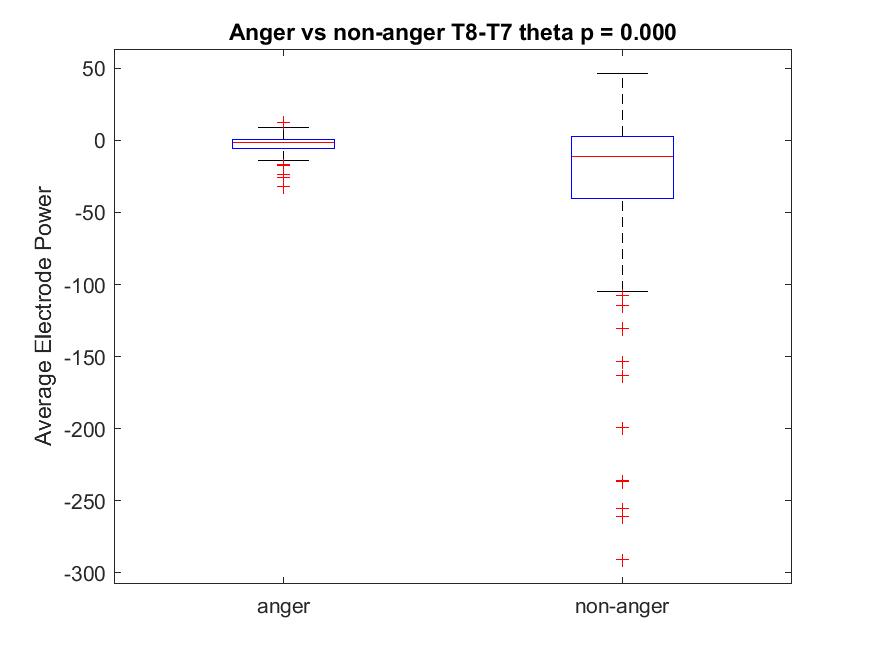 Anger vs non-anger T8-T7 theta p = 0.000
50
0
-50
-100
-150
-200
-250
-300
Average Electrode Power
anger non-anger